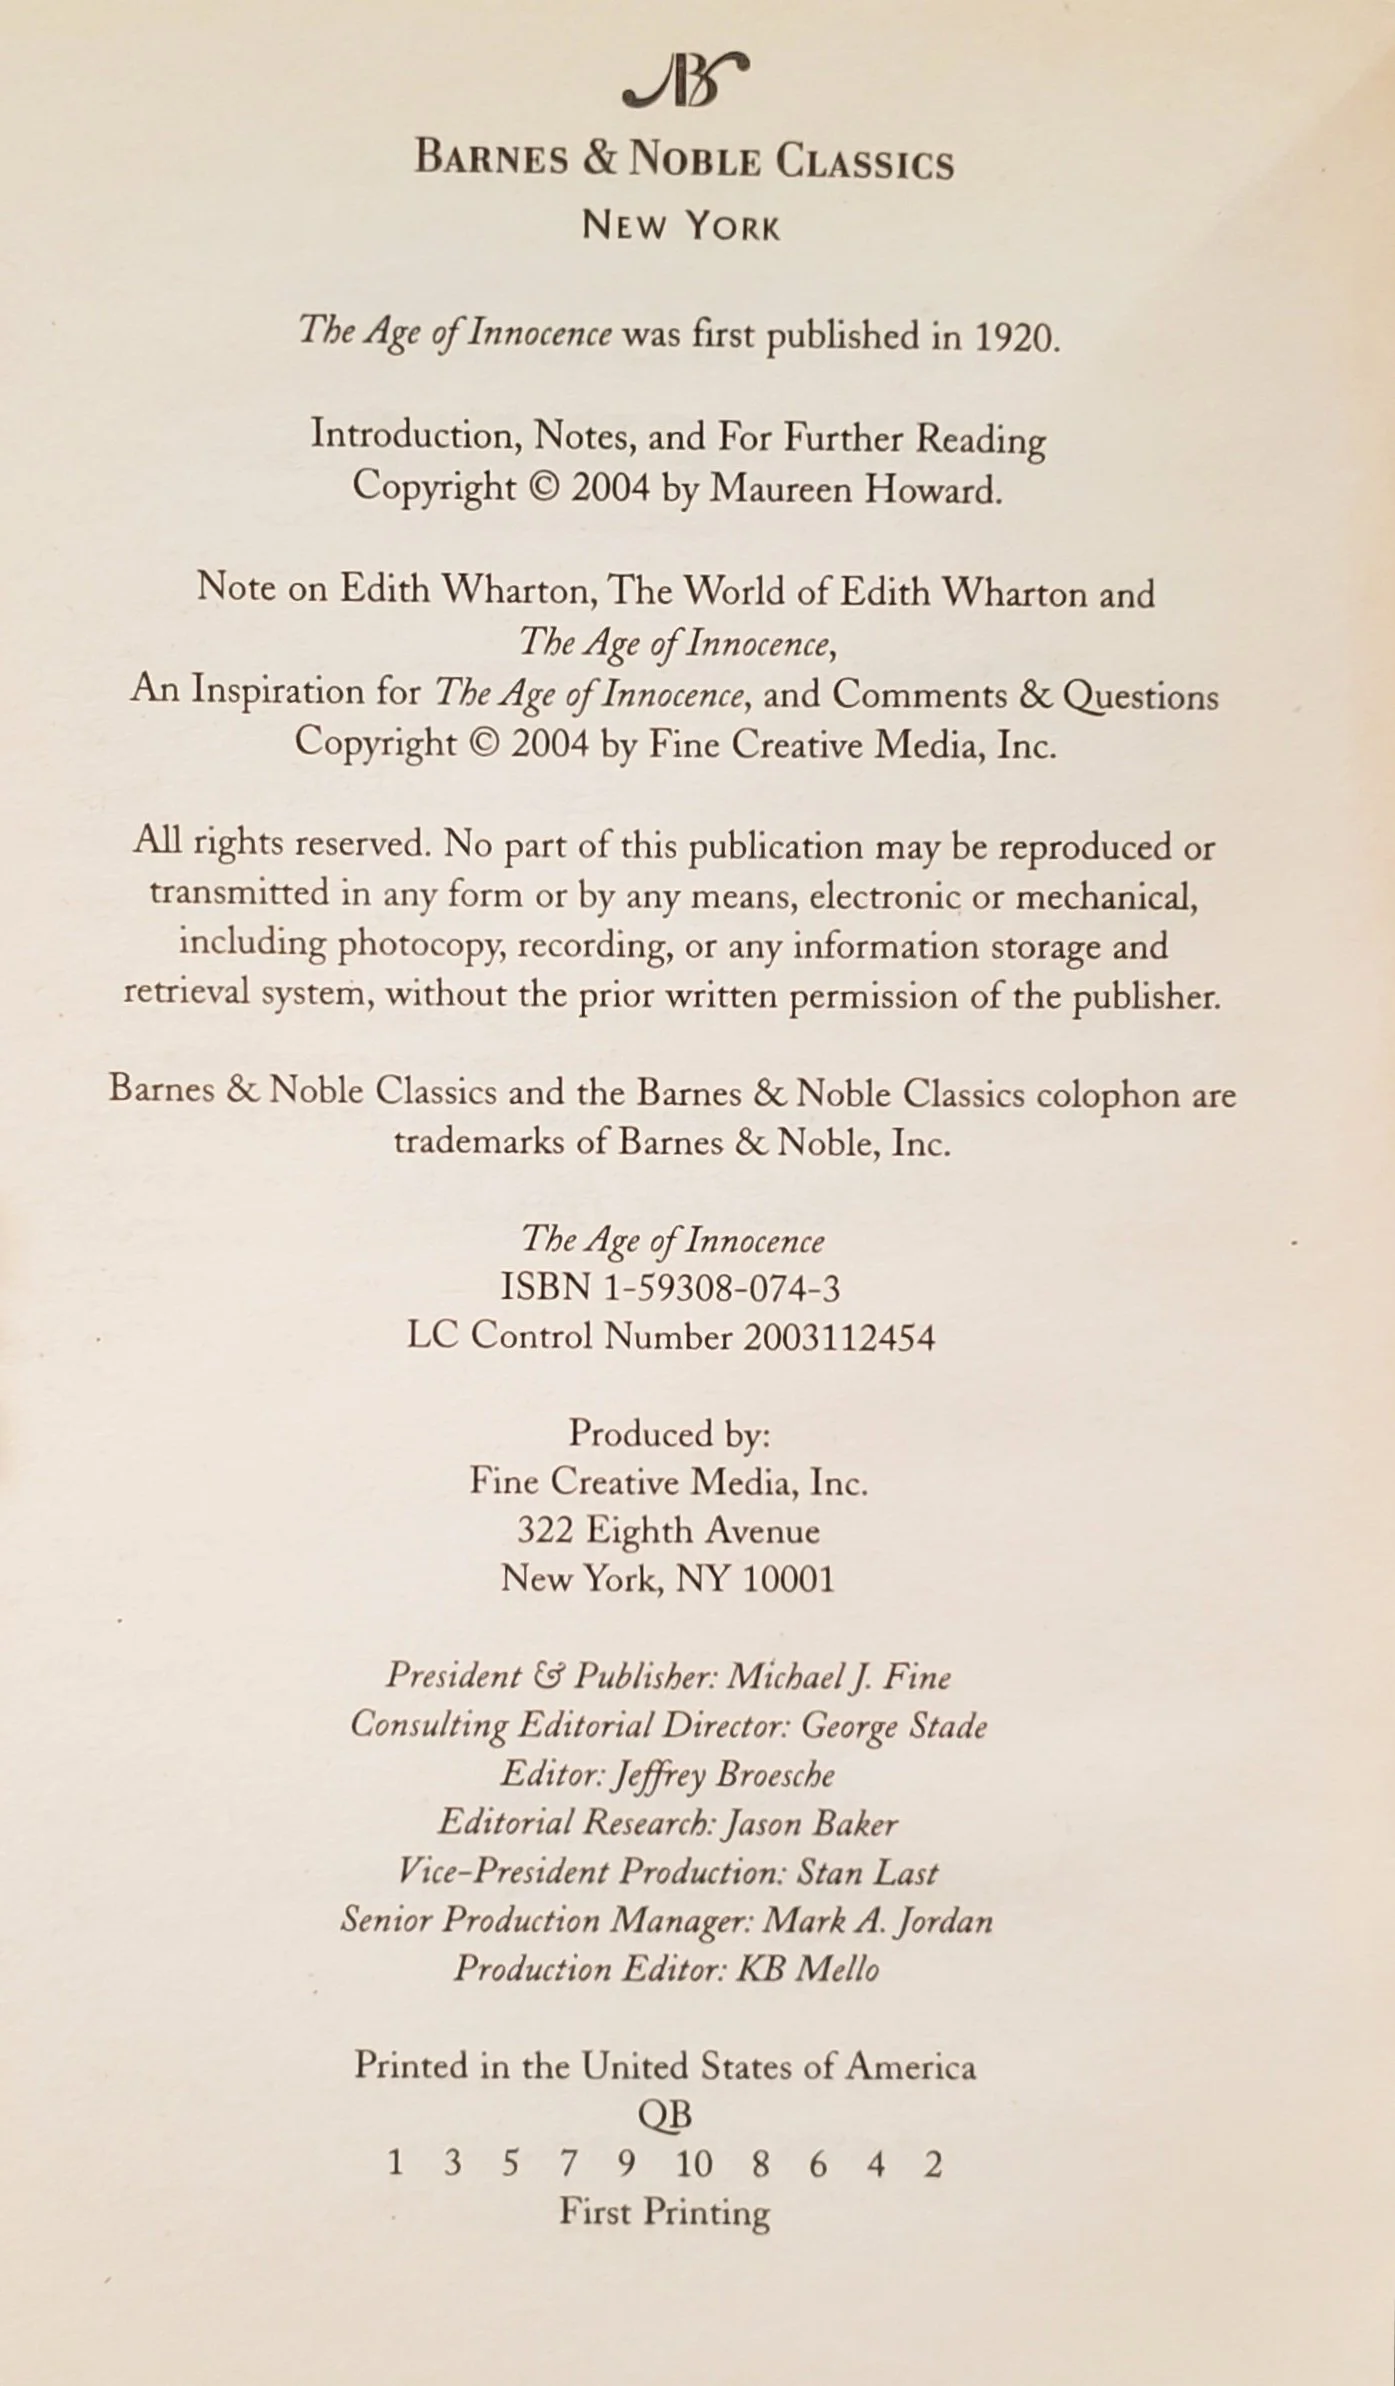 BN
BARNES & NOBLE CLASSICS
NEW YORK
The Age of Innocence was first published in 1920.
Introduction, Notes, and For Further Reading
Copyright © 2004 by Maureen Howard.
Note on Edith Wharton, The World of Edith Wharton and
The Age of Innocence,
An Inspiration for The Age of Innocence, and Comments & Questions
Copyright © 2004 by Fine Creative Media, Inc.
All rights reserved. No part of this publication may be reproduced or
transmitted in any form or by any means, electronic or mechanical,
including photocopy, recording, or any information storage and
retrieval system, without the prior written permission of the publisher.
Barnes & Noble Classics and the Barnes & Noble Classics colophon are
trademarks of Barnes & Noble, Inc.
The Age of Innocence
ISBN 1-59308-074-3
LC Control Number 2003112454
Produced by:
Fine Creative Media, Inc.
322 Eighth Avenue
New York, NY 10001
President & Publisher: Michael J. Fine
Consulting Editorial Director: George Stade
Editor: Jeffrey Broesche
Editorial Research: Jason Baker
Vice-President Production: Stan Last
Senior Production Manager: Mark A. Jordan
Production Editor: KB Mello
Printed in the United States of America
QB
1 3 5 7 9 10 8 6 4 2
First Printing